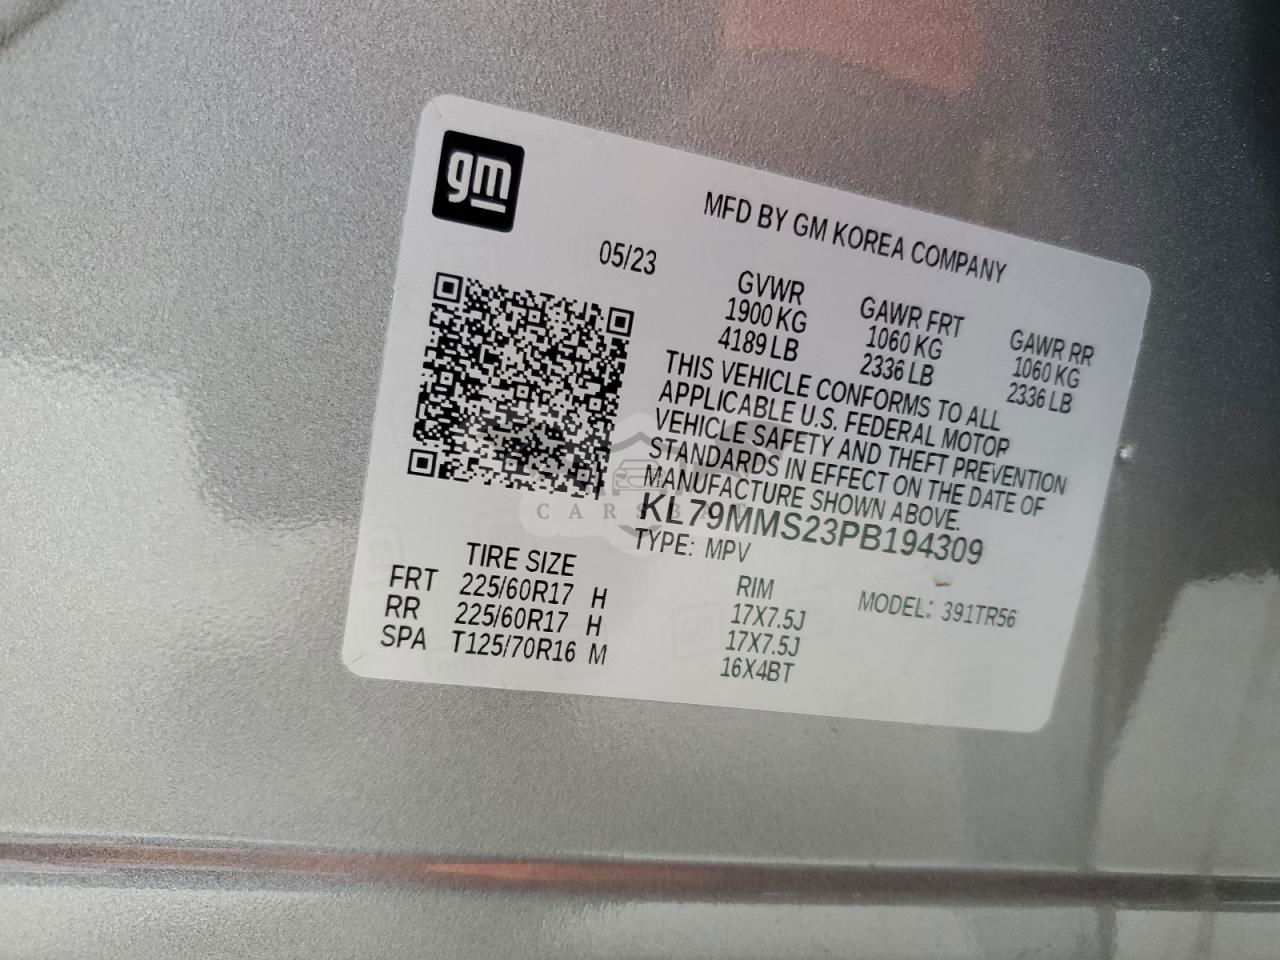 gm
MFD BY GM KOREA COMPANY
05/23
GVWR
1900 KG
4189 LB
GAWR FRT
1060 KG
2336 LB
GAWR RR
1060 KG
2336 LB
THIS VEHICLE CONFORMS TO ALL
APPLICABLE U.S. FEDERAL MOTOR
VEHICLE SAFETY AND THEFT PREVENTION
STANDARDS IN EFFECT ON THE DATE OF
MANUFACTURE SHOWN ABOVE.
KL79MMS23PB194309
TYPE: MPV
MODEL: 391TR56
TIRE SIZE
RIM
FRT 225/60R17 H 17X7.5J
RR 225/60R17 H 17X7.5J
SPA T125/70R16 M 16X4BT